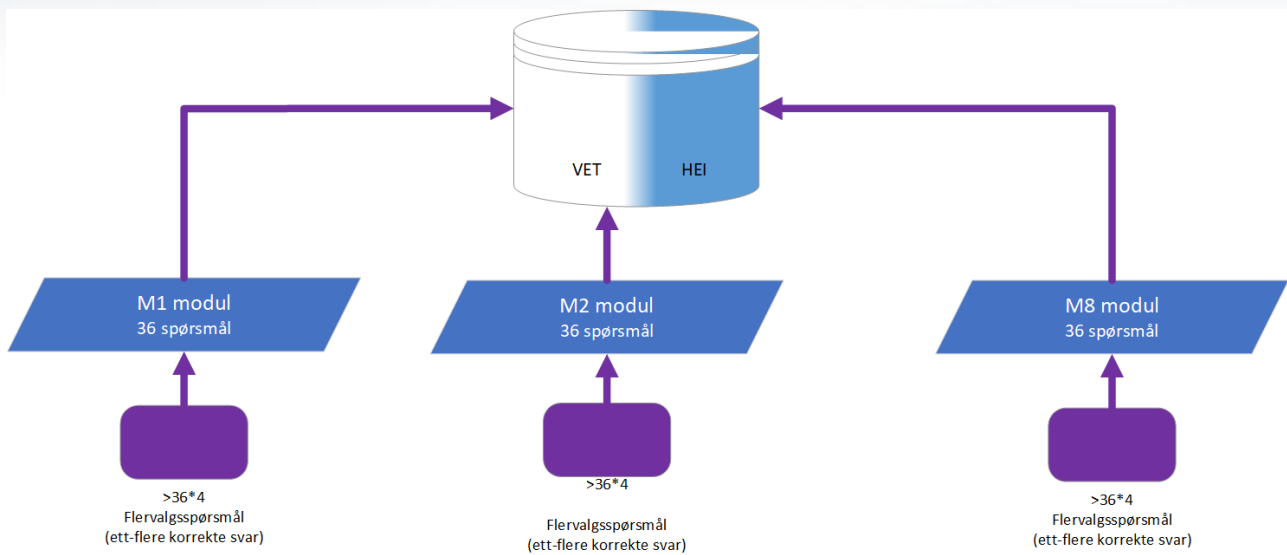 VET
HEI
M1 modul
36 spørsmål
M2 modul
36 spørsmål
M8 modul
36 spørsmål
>36*4
Flervalgsspørsmål
(ett-flere korrekte svar)
>36*4
Flervalgsspørsmål
(ett-flere korrekte svar)
>36*4
Flervalgsspørsmål
(ett-flere korrekte svar)